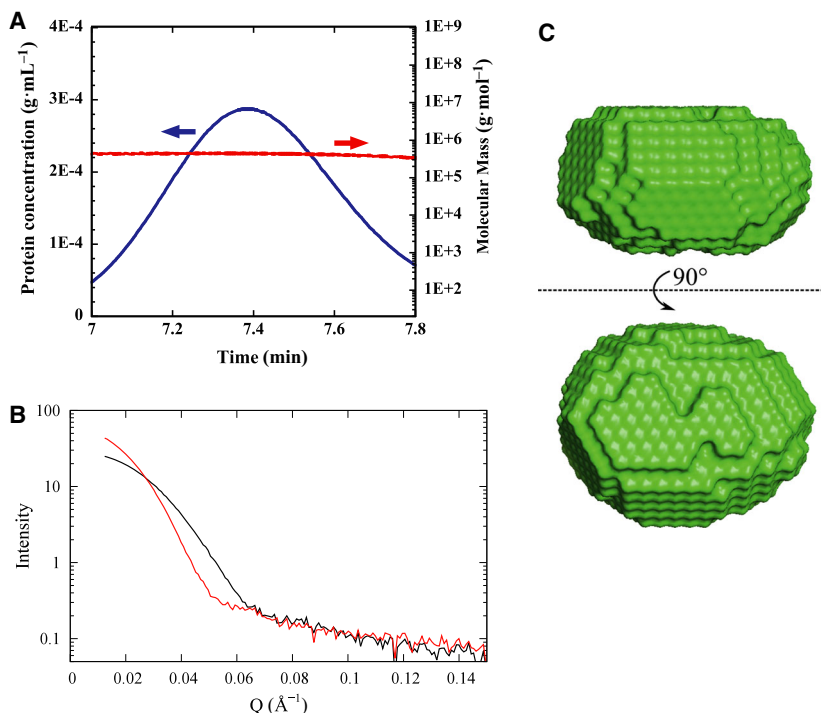 A
4E-4
3E-4
2E-4
1E-4
0
Protein concentration (g·mL⁻¹)
1E+9
1E+8
1E+7
1E+6
1E+5
1E+4
1E+3
1E+2
Molecular Mass (g·mol⁻¹)
7
7.2
7.4
7.6
7.8
Time (min)
B
100
10
1
0.1
Intensity
0
0.02
0.04
0.06
0.08
0.1
0.12
0.14
Q (Å⁻¹)
C
90°